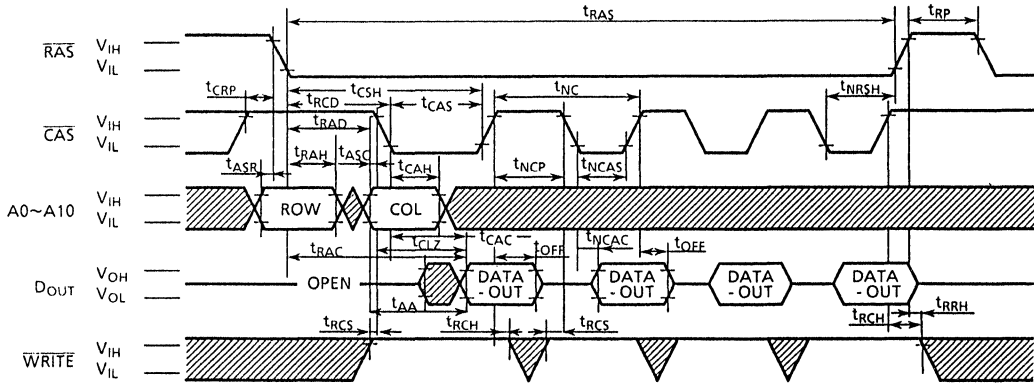 tRAS
tRP
RAS
VIH
VIL
tCRP
tCSH
tRCD
tCAS
tNC
tNRSH
CAS
VIH
VIL
tRAD
tASR
tRAH
tASC
tCAH
tNCP
tNCAS
A0~A10
VIH
VIL
ROW
COL
tRAC
tCLZ
tCAC
tOFF
tNCAC
tOFF
DOUT
VOH
VOL
OPEN
DATA
-OUT
DATA
-OUT
DATA
-OUT
DATA
-OUT
tAA
tRCS
tRCH
tRCS
tRCH
tRRH
WRITE
VIH
VIL